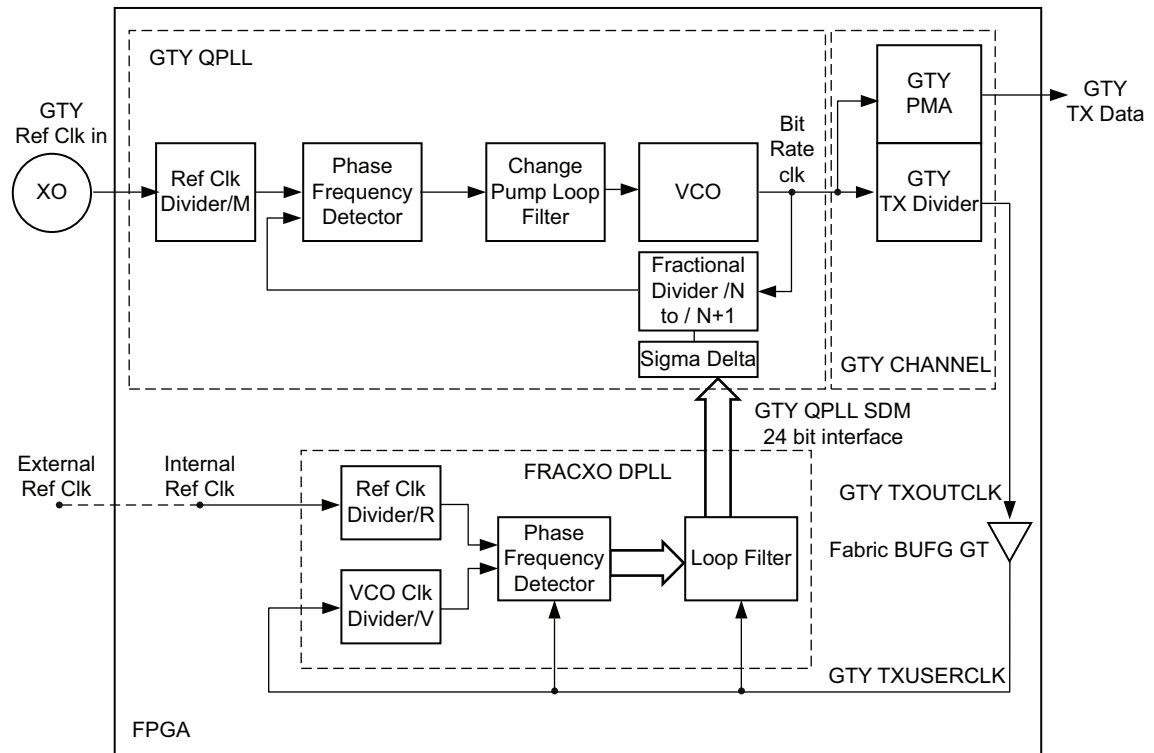 GTY QPLL
GTY
Ref Clk in
XO
Ref Clk
Divider/M
Phase
Frequency
Detector
Change
Pump Loop
Filter
VCO
Bit
Rate
clk
GTY
PMA
GTY
TX Divider
GTY
TX Data
Fractional
Divider /N
to / N+1
Sigma Delta
GTY CHANNEL
GTY QPLL SDM
24 bit interface
External
Ref Clk
Internal
Ref Clk
FRACXO DPLL
Ref Clk
Divider/R
VCO Clk
Divider/V
Phase
Frequency
Detector
Loop Filter
GTY TXOUTCLK
Fabric BUFG GT
GTY TXUSERCLK
FPGA